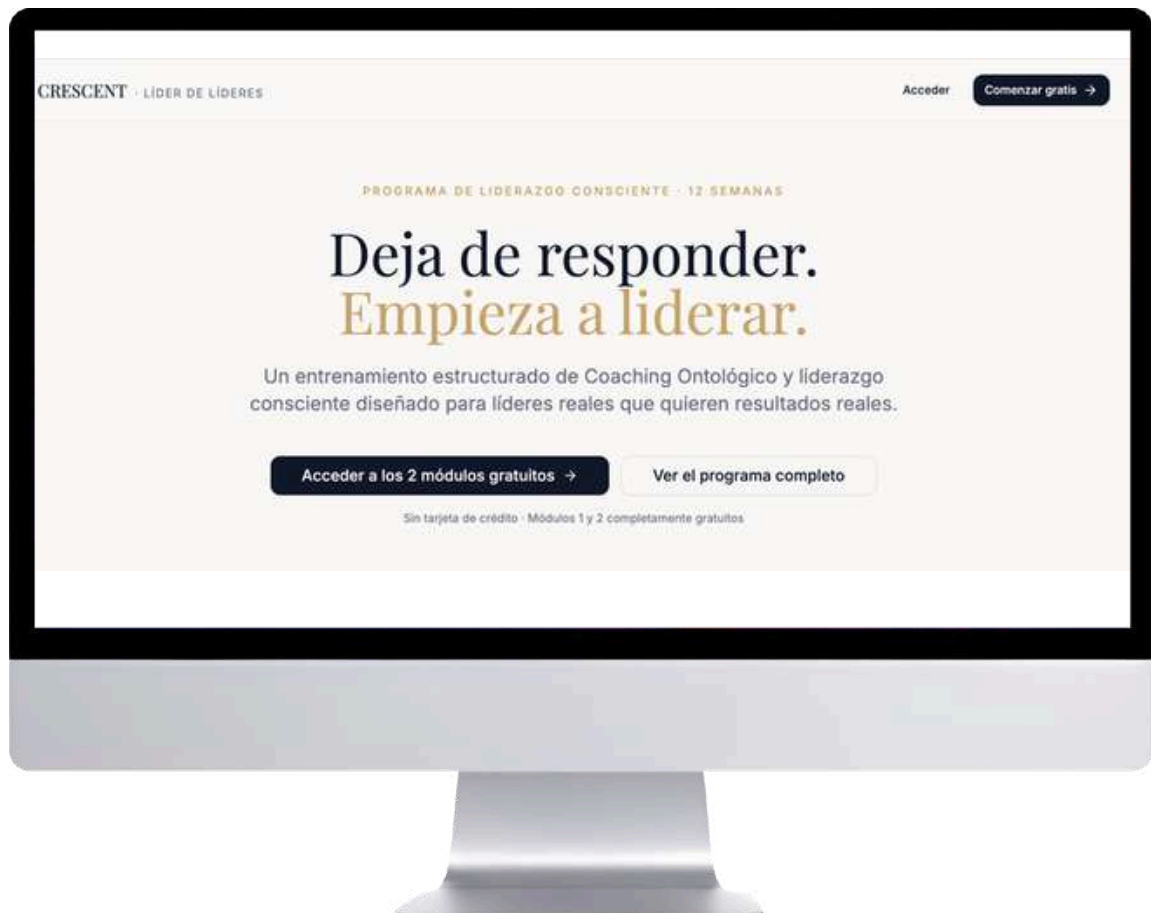 CRESCENT · LÍDER DE LÍDERES
Acceder
Comenzar gratis →
PROGRAMA DE LIDERAZGO CONSCIENTE · 12 SEMANAS
Deja de responder.
Empieza a liderar.
Un entrenamiento estructurado de Coaching Ontológico y liderazgo
consciente diseñado para líderes reales que quieren resultados reales.
Acceder a los 2 módulos gratuitos →
Ver el programa completo
Sin tarjeta de crédito · Módulos 1 y 2 completamente gratuitos